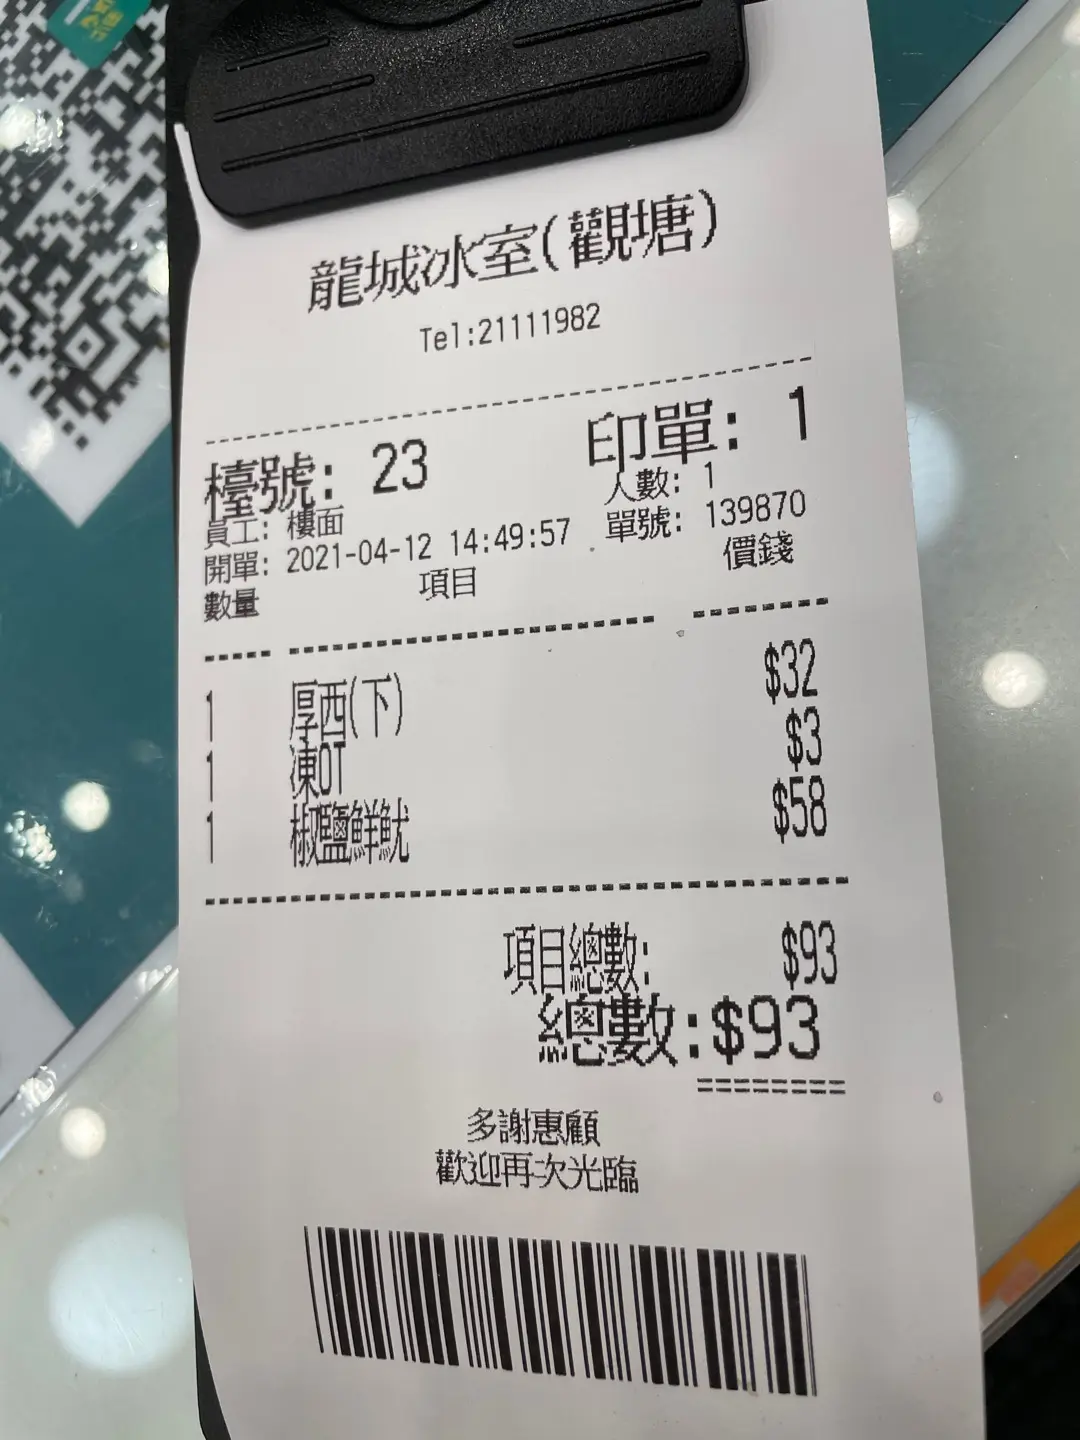 龍城冰室(觀塘)
Tel:21111982
檯號: 23 印單: 1
員工: 樓面 人數: 1
開單: 2021-04-12 14:49:57 單號: 139870
數量 項目 價錢
1 厚西(下) $32
1 凍OT $3
1 椒鹽鮮魷 $58
項目總數: $93
總數:$93
多謝惠顧
歡迎再次光臨